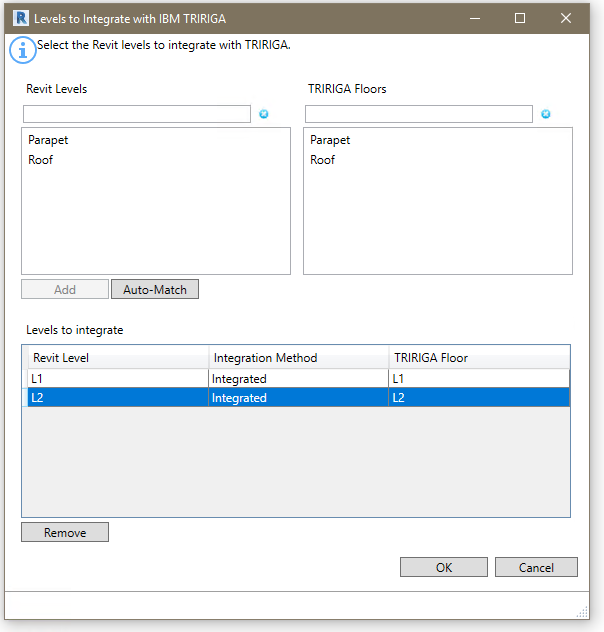 R Levels to Integrate with IBM TRIRIGA
i Select the Revit levels to integrate with TRIRIGA.
Revit Levels TRIRIGA Floors
Parapet Parapet
Roof Roof
Add Auto-Match
Levels to integrate
Revit Level Integration Method TRIRIGA Floor
L1 Integrated L1
L2 Integrated L2
Remove
OK Cancel